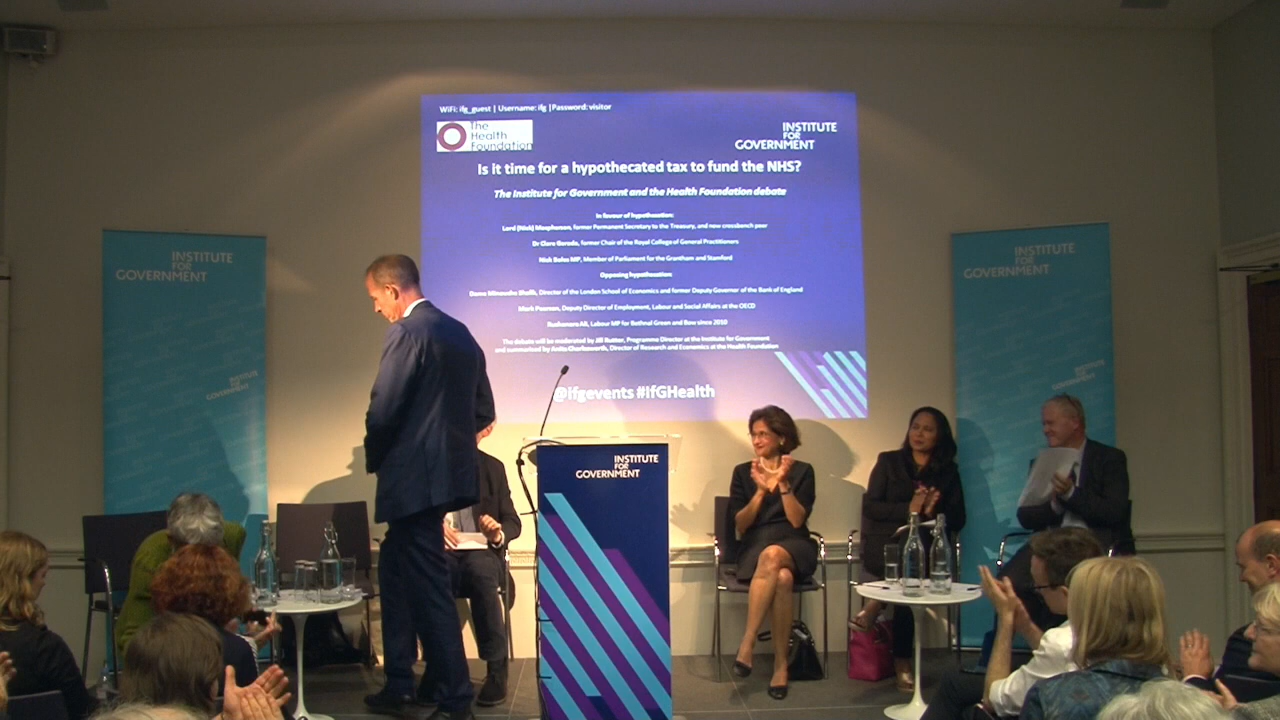 WiFi: ifg_guest | Username: ifg |Password: visitor
The
Health
Foundation
INSTITUTE
FOR
GOVERNMENT
Is it time for a hypothecated tax to fund the NHS?
The Institute for Government and the Health Foundation debate
In favour of hypothecation:
Lord (Nick) Macpherson, former Permanent Secretary to the Treasury, and now crossbench peer
Dr Clare Gerada, former Chair of the Royal College of General Practitioners
Nick Boles MP, Member of Parliament for the Grantham and Stamford
Opposing hypothecation:
Dame Minouche Shafik, Director of the London School of Economics and former Deputy Governor of the Bank of England
Mark Pearson, Deputy Director of Employment, Labour and Social Affairs at the OECD
Rushanara Ali, Labour MP for Bethnal Green and Bow since 2010
The debate will be moderated by Jill Rutter, Programme Director at the Institute for Government
and summarised by Anita Charlesworth, Director of Research and Economics at the Health Foundation
@ifgevents #IfGHealth
INSTITUTE
FOR
GOVERNMENT
INSTITUTE
FOR
GOVERNMENT
INSTITUTE
FOR
GOVERNMENT
INSTITUTE
FOR
GOVERNMENT
INSTITUTE
FOR
GOVERNMENT